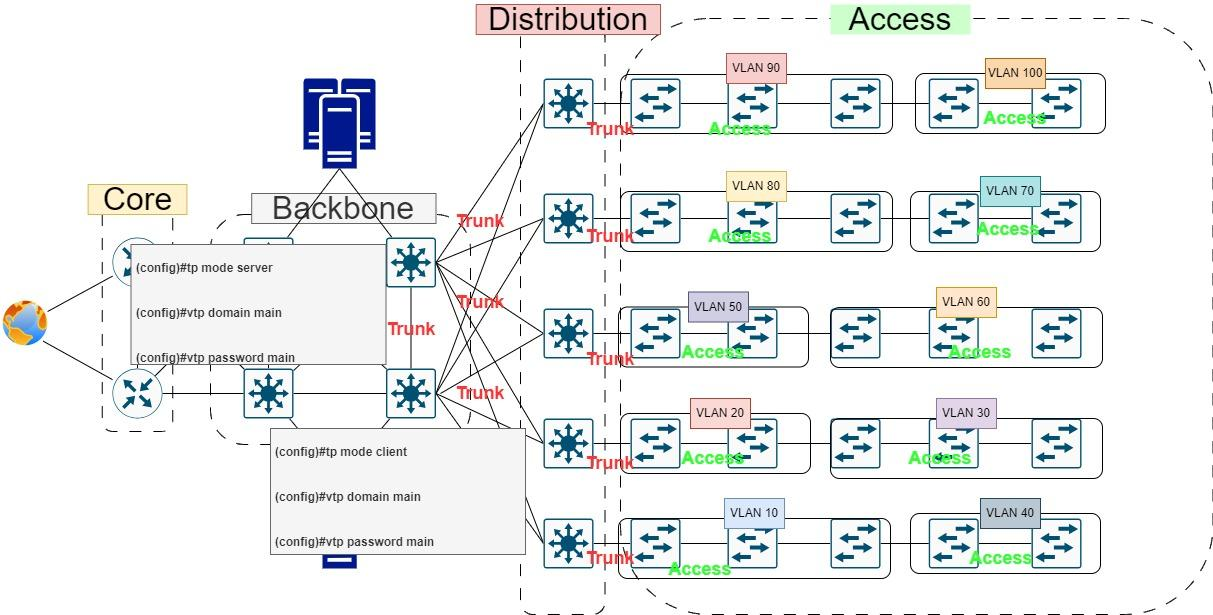 Distribution
Access
VLAN 90
VLAN 100
Access
Trunk
Access
Core
Backbone
VLAN 80
VLAN 70
Trunk
Trunk
Access
Access
(config)#tp mode server
(config)#vtp domain main
(config)#vtp password main
Trunk
Trunk
VLAN 50
VLAN 60
Trunk
Access
Access
Trunk
VLAN 20
VLAN 30
Trunk
Access
Access
(config)#tp mode client
(config)#vtp domain main
(config)#vtp password main
VLAN 10
VLAN 40
Trunk
Access
Access